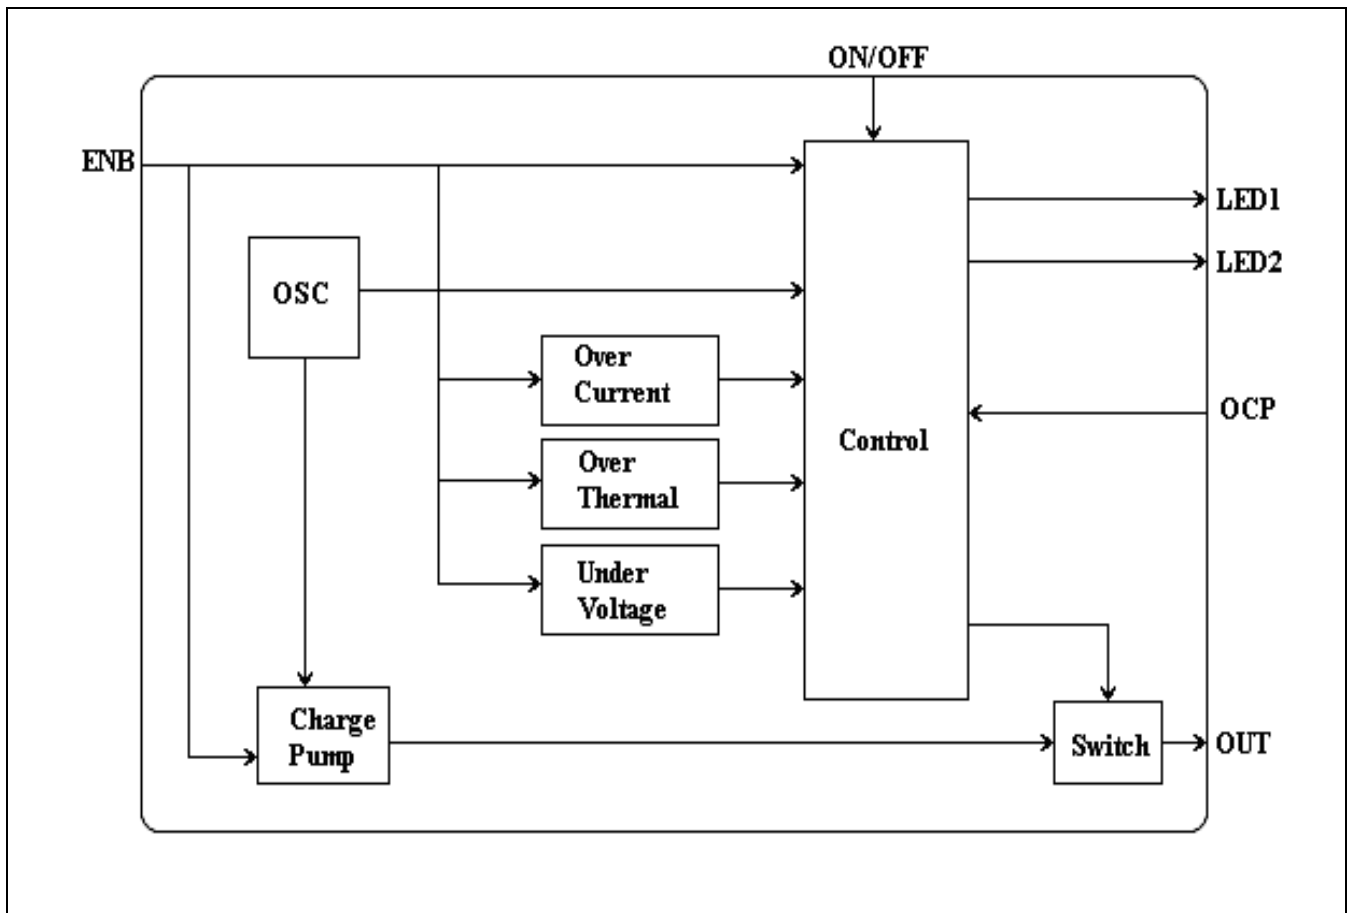 ON/OFF
ENB
LED1
LED2
OSC
Over
Current
OCP
Control
Over
Thermal
Under
Voltage
Charge
Pump
Switch
OUT